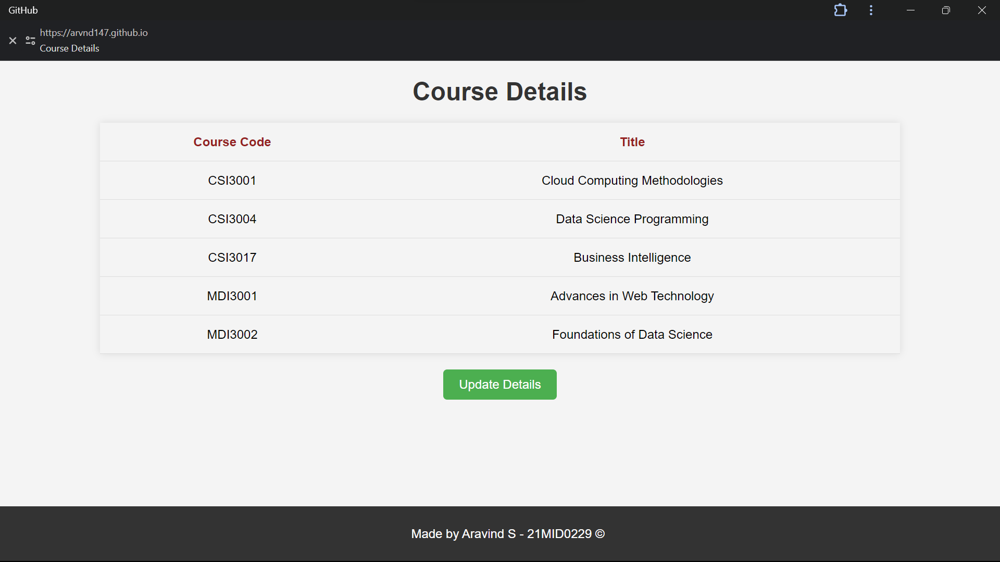 GitHub
https://arvnd147.github.io
Course Details
Course Details
Course Code Title
CSI3001 Cloud Computing Methodologies
CSI3004 Data Science Programming
CSI3017 Business Intelligence
MDI3001 Advances in Web Technology
MDI3002 Foundations of Data Science
Update Details
Made by Aravind S - 21MID0229 ©